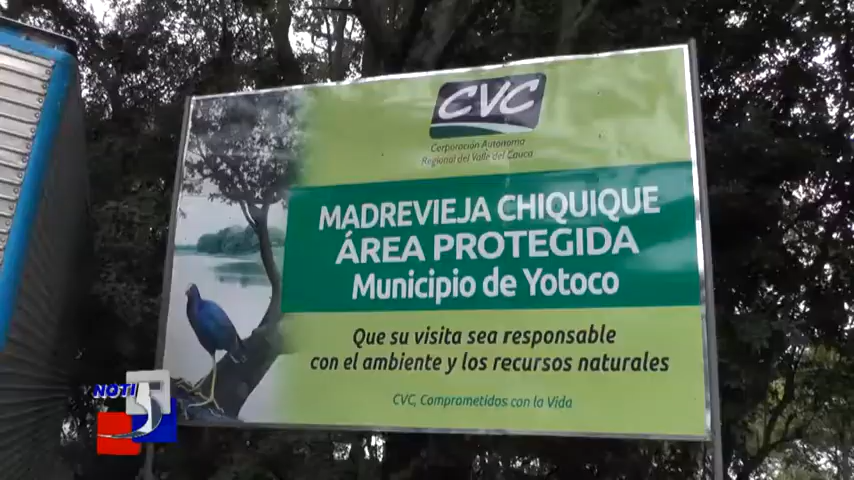 CVC
Corporación Autónoma
Regional del Valle del Cauca
MADREVIEJA CHIQUIQUE
ÁREA PROTEGIDA
Municipio de Yotoco
Que su visita sea responsable
con el ambiente y los recursos naturales
CVC, Comprometidos con la Vida
NOTI
5